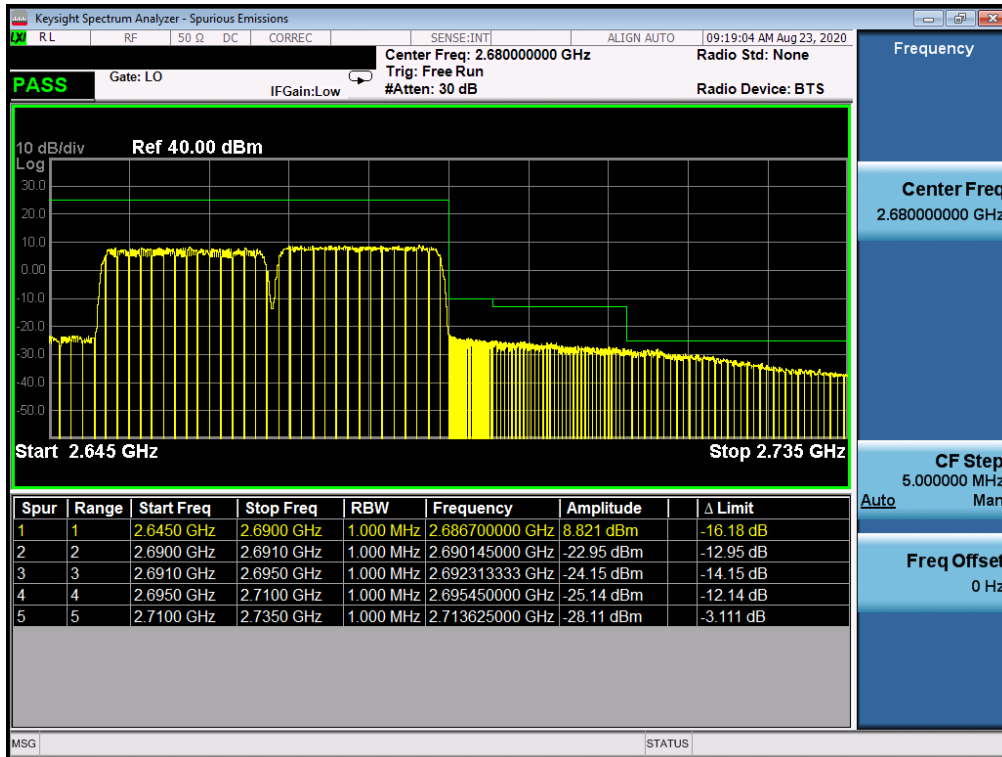 Keysight Spectrum Analyzer - Spurious Emissions
LXI RL RF 50 Ω DC CORREC SENSE:INT ALIGN AUTO 09:19:04 AM Aug 23, 2020
Frequency
Center Freq: 2.680000000 GHz Radio Std: None
PASS Gate: LO Trig: Free Run
IFGain:Low #Atten: 30 dB Radio Device: BTS
10 dB/div Ref 40.00 dBm
Log
30.0
20.0
10.0
0.00
-10.0
-20.0
-30.0
-40.0
-50.0
Start 2.645 GHz Stop 2.735 GHz
Center Freq
2.680000000 GHz
CF Step
5.000000 MHz
Auto Man
Freq Offset
0 Hz
Spur Range Start Freq Stop Freq RBW Frequency Amplitude Δ Limit
1 1 2.6450 GHz 2.6900 GHz 1.000 MHz 2.686700000 GHz 8.821 dBm -16.18 dB
2 2 2.6900 GHz 2.6910 GHz 1.000 MHz 2.690145000 GHz -22.95 dBm -12.95 dB
3 3 2.6910 GHz 2.6950 GHz 1.000 MHz 2.692313333 GHz -24.15 dBm -14.15 dB
4 4 2.6950 GHz 2.7100 GHz 1.000 MHz 2.695450000 GHz -25.14 dBm -12.14 dB
5 5 2.7100 GHz 2.7350 GHz 1.000 MHz 2.713625000 GHz -28.11 dBm -3.111 dB
MSG STATUS